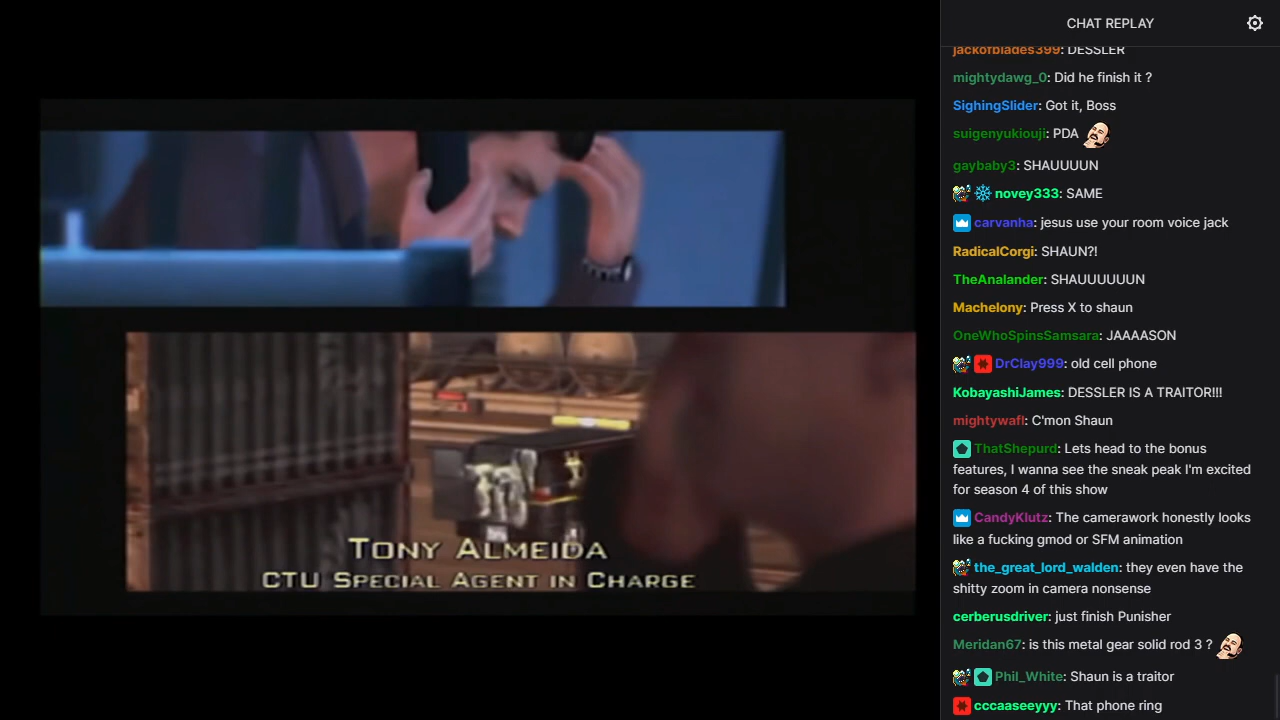 CHAT REPLAY
jackofblades399: DESSLER
mightydawg_0: Did he finish it ?
SighingSlider: Got it, Boss
suigenyukiouji: PDA
gaybaby3: SHAUUUUN
novey333: SAME
carvanha: jesus use your room voice jack
RadicalCorgi: SHAUN?!
TheAnalander: SHAUUUUUUN
Machelony: Press X to shaun
OneWhoSpinsSamsara: JAAAASON
DrClay999: old cell phone
KobayashiJames: DESSLER IS A TRAITOR!!!
mightywafl: C'mon Shaun
ThatShepurd: Lets head to the bonus
features, I wanna see the sneak peak I'm excited
for season 4 of this show
CandyKlutz: The camerawork honestly looks
like a fucking gmod or SFM animation
the_great_lord_walden: they even have the
shitty zoom in camera nonsense
cerberusdriver: just finish Punisher
Meridan67: is this metal gear solid rod 3 ?
Phil_White: Shaun is a traitor
cccaaseeyyy: That phone ring
TONY ALMEIDA
CTU SPECIAL AGENT IN CHARGE